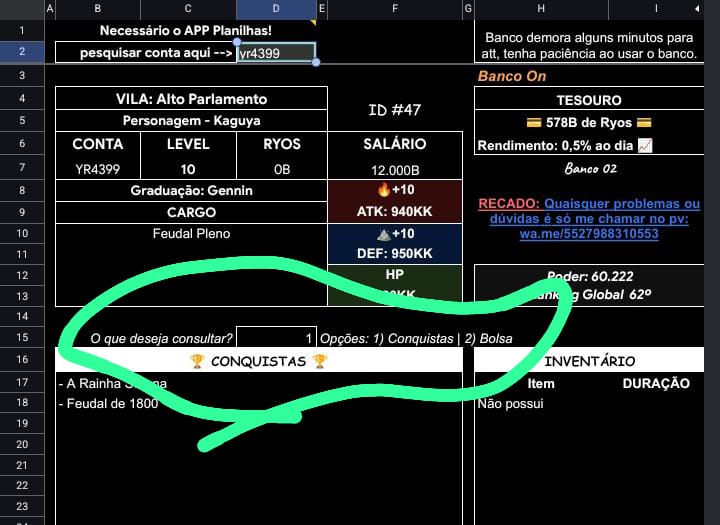 A B C D E F G H I
1 Necessário o APP Planilhas!
Banco demora alguns minutos para
att, tenha paciência ao usar o banco.
2 pesquisar conta aqui --> yr4399
3 Banco On
4 VILA: Alto Parlamento
ID #47
TESOURO
5 Personagem - Kaguya
💳 578B de Ryos 💳
6 CONTA LEVEL RYOS SALÁRIO
Rendimento: 0,5% ao dia 📈
7 YR4399 10 0B 12.000B
Banco 02
8 Graduação: Gennin
🔥+10
9 CARGO
ATK: 940KK
RECADO: Quaisquer problemas ou
dúvidas é só me chamar no pv:
wa.me/5527988310553
10 Feudal Pleno
⛰️+10
11 DEF: 950KK
12 HP
Poder: 60.222
13 Global 62º
14
15 O que deseja consultar? 1 Opções: 1) Conquistas | 2) Bolsa
16 🏆 CONQUISTAS 🏆 INVENTÁRIO
17 - A Rainha
Item DURAÇÃO
18 - Feudal de 1800
Não possui
19
20
21
22
23